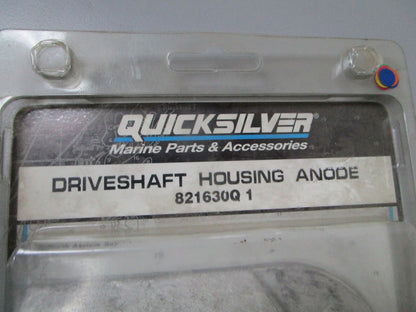 QUICKSILVER®
Marine Parts & Accessories
DRIVESHAFT HOUSING ANODE
821630Q 1